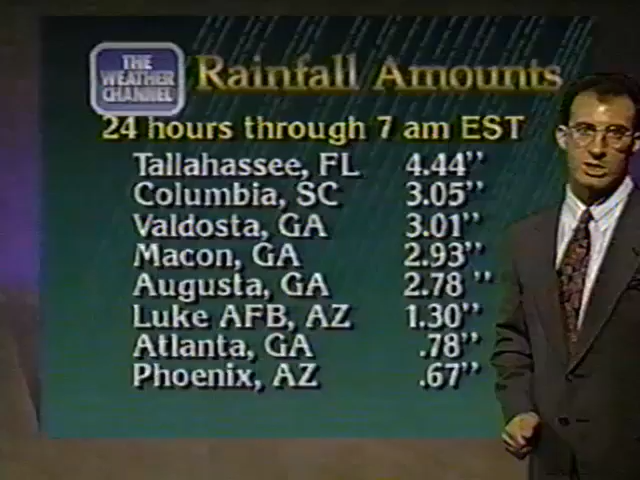 THE
WEATHER
CHANNEL
Rainfall Amounts
24 hours through 7 am EST
Tallahassee, FL 4.44''
Columbia, SC 3.05''
Valdosta, GA 3.01''
Macon, GA 2.93''
Augusta, GA 2.78 ''
Luke AFB, AZ 1.30''
Atlanta, GA .78''
Phoenix, AZ .67''